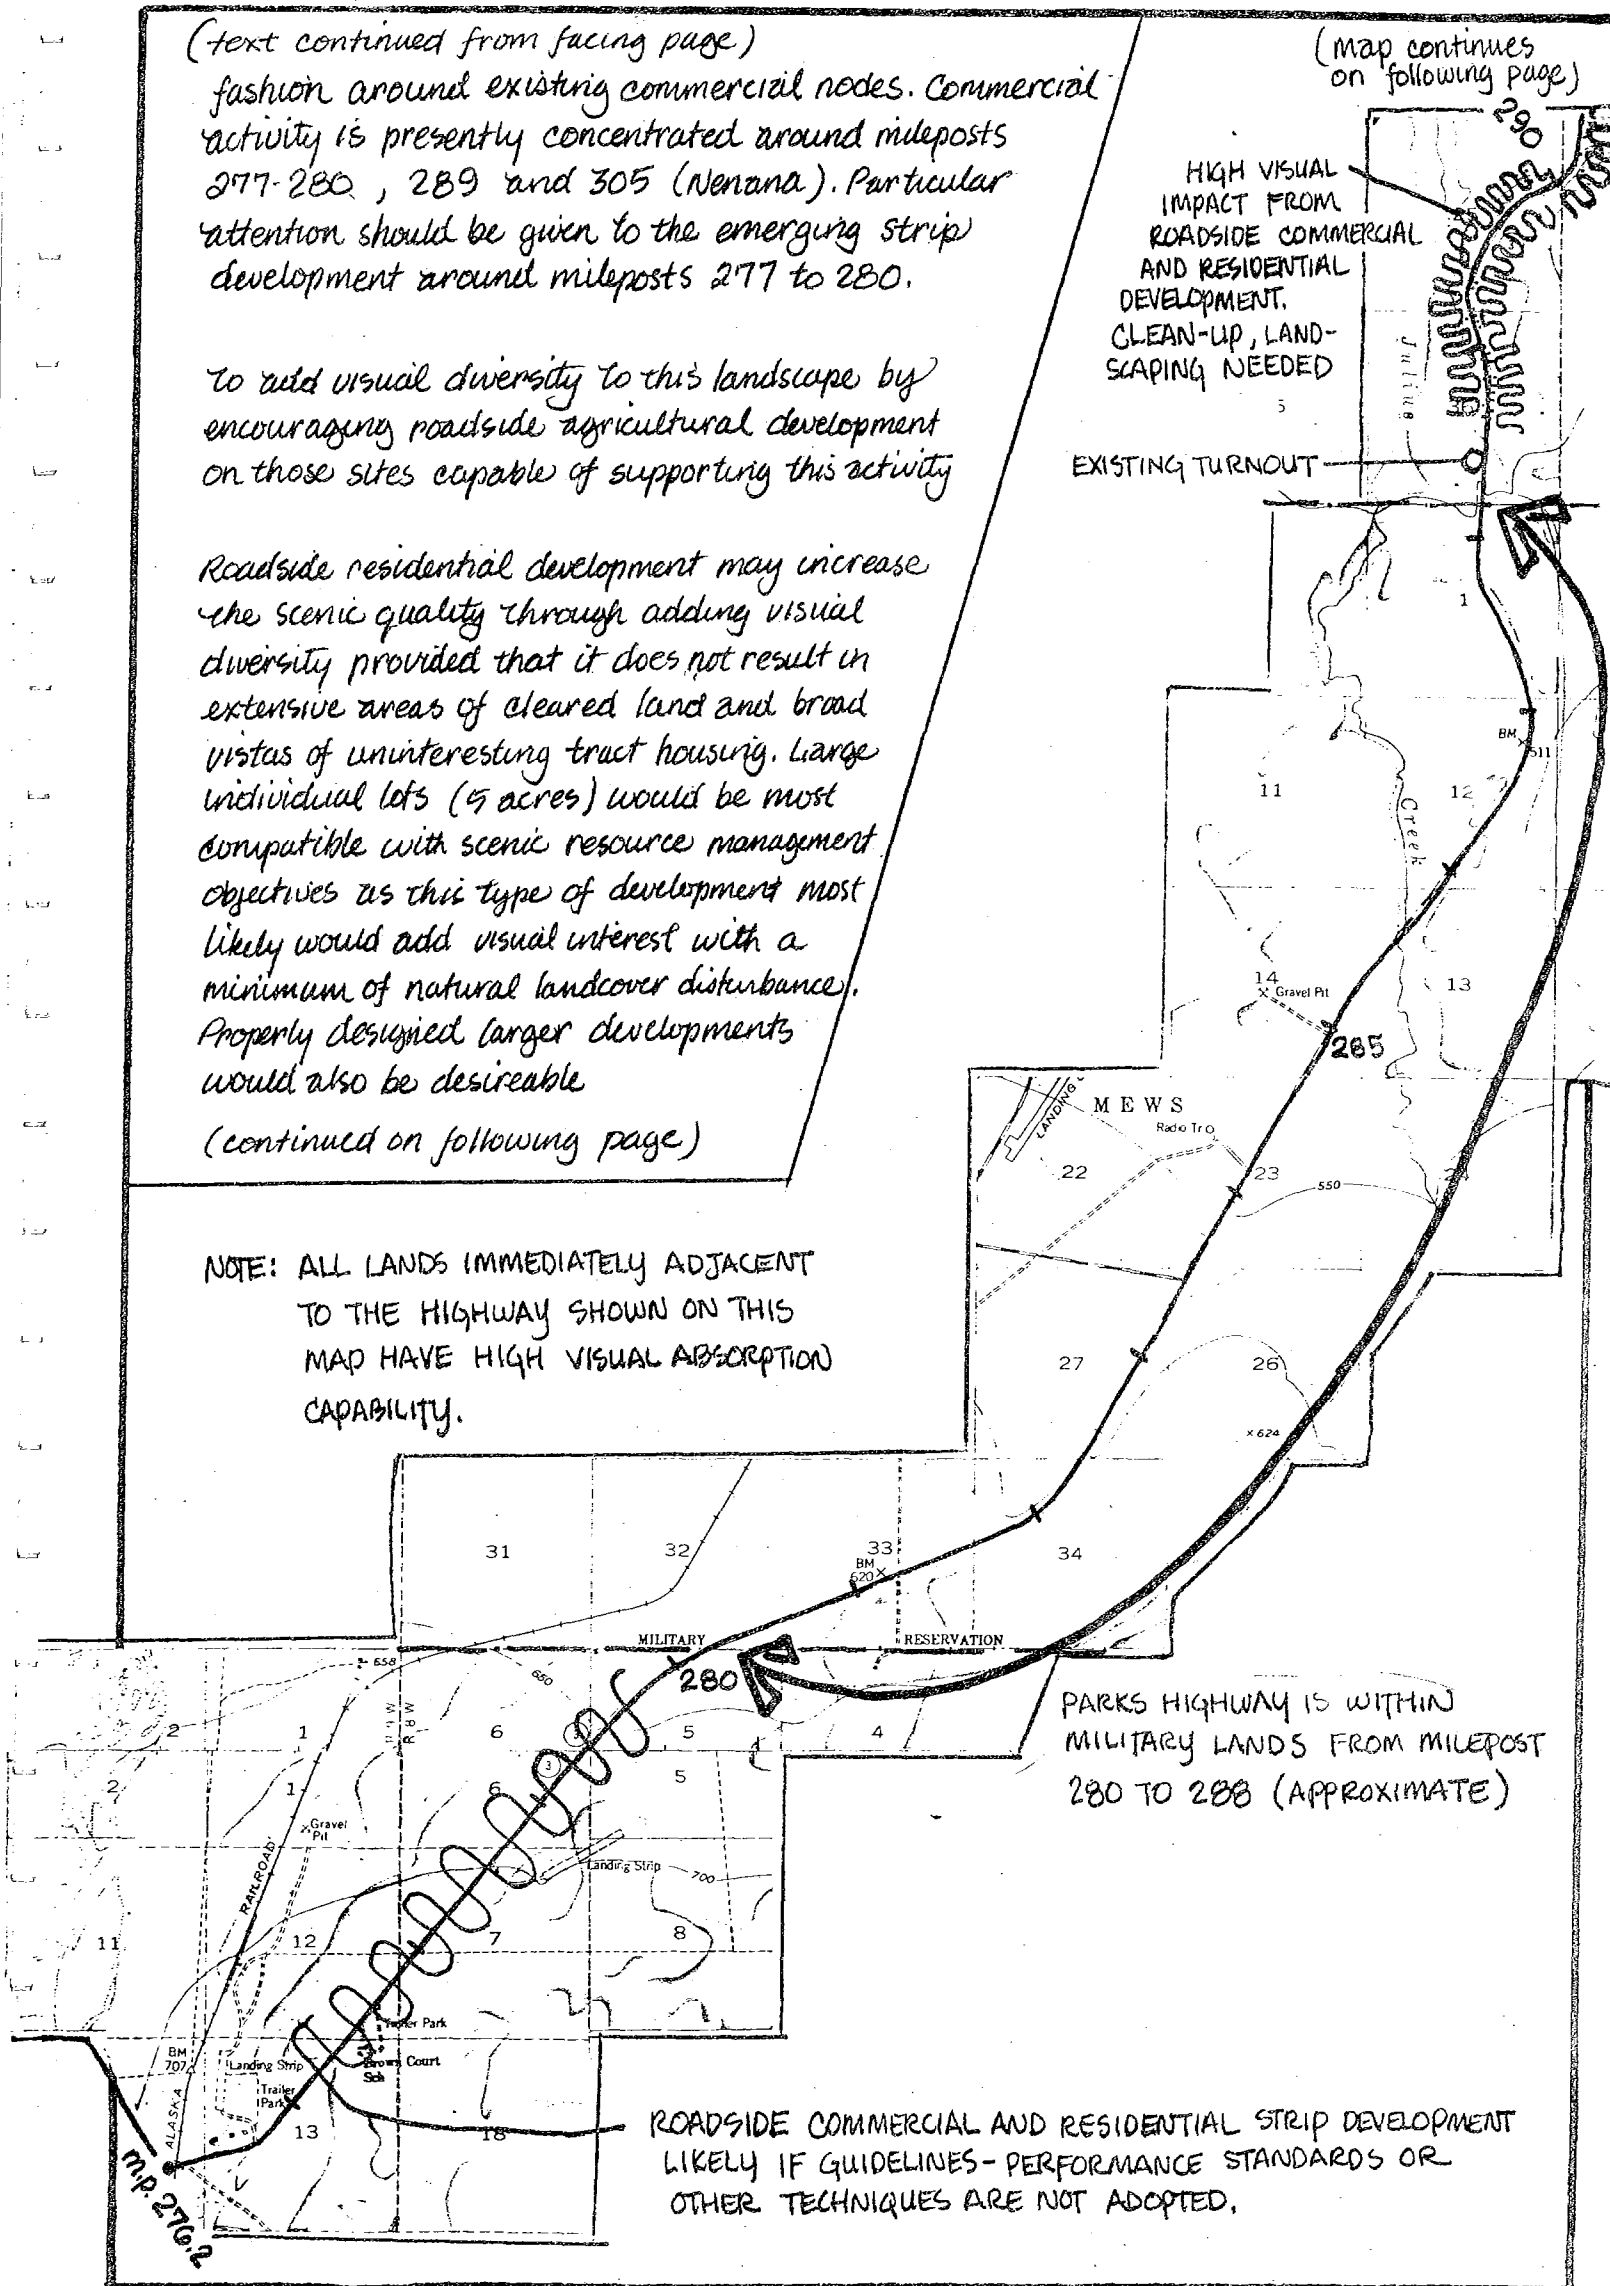 (text continued from facing page)
fashion around existing commercial nodes. Commercial
activity is presently concentrated around mileposts
277-280, 289 and 305 (Nenana). Particular
attention should be given to the emerging strip
development around mileposts 277 to 280.
to add visual diversity to this landscape by
encouraging roadside agricultural development
on those sites capable of supporting this activity
Roadside residential development may increase
the scenic quality through adding visual
diversity provided that it does not result in
extensive areas of cleared land and broad
vistas of uninteresting tract housing. Large
individual lots (5 acres) would be most
compatible with scenic resource management
objectives as this type of development most
likely would add visual interest with a
minimum of natural landcover disturbance.
Properly designed larger developments
would also be desireable
(continued on following page)
(map continues
on following page)
290
HIGH VISUAL
IMPACT FROM
ROADSIDE COMMERCIAL
AND RESIDENTIAL
DEVELOPMENT.
CLEAN-UP, LAND-
SCAPING NEEDED
Julius
5
EXISTING TURNOUT
1
BM
X 511
11
12
Creek
14
Gravel Pit
13
285
LANDING
MEWS
Radio Tr
22
23
550
NOTE: ALL LANDS IMMEDIATELY ADJACENT
TO THE HIGHWAY SHOWN ON THIS
MAP HAVE HIGH VISUAL ABSORPTION
CAPABILITY.
27
26
x 624
31
32
33
34
BM
620 X
MILITARY
RESERVATION
658
650
280
PARKS HIGHWAY IS WITHIN
MILITARY LANDS FROM MILEPOST
280 TO 288 (APPROXIMATE)
2
1
6
5
4
2
1
6
5
Gravel
Pit
RAILROAD
Landing Strip
700
11
12
7
8
Trailer Park
Brown Court
Sch
BM
707
Landing Strip
Trailer
Park
ALASKA
13
18
M.P. 276.2
ROADSIDE COMMERCIAL AND RESIDENTIAL STRIP DEVELOPMENT
LIKELY IF GUIDELINES - PERFORMANCE STANDARDS OR
OTHER TECHNIQUES ARE NOT ADOPTED.